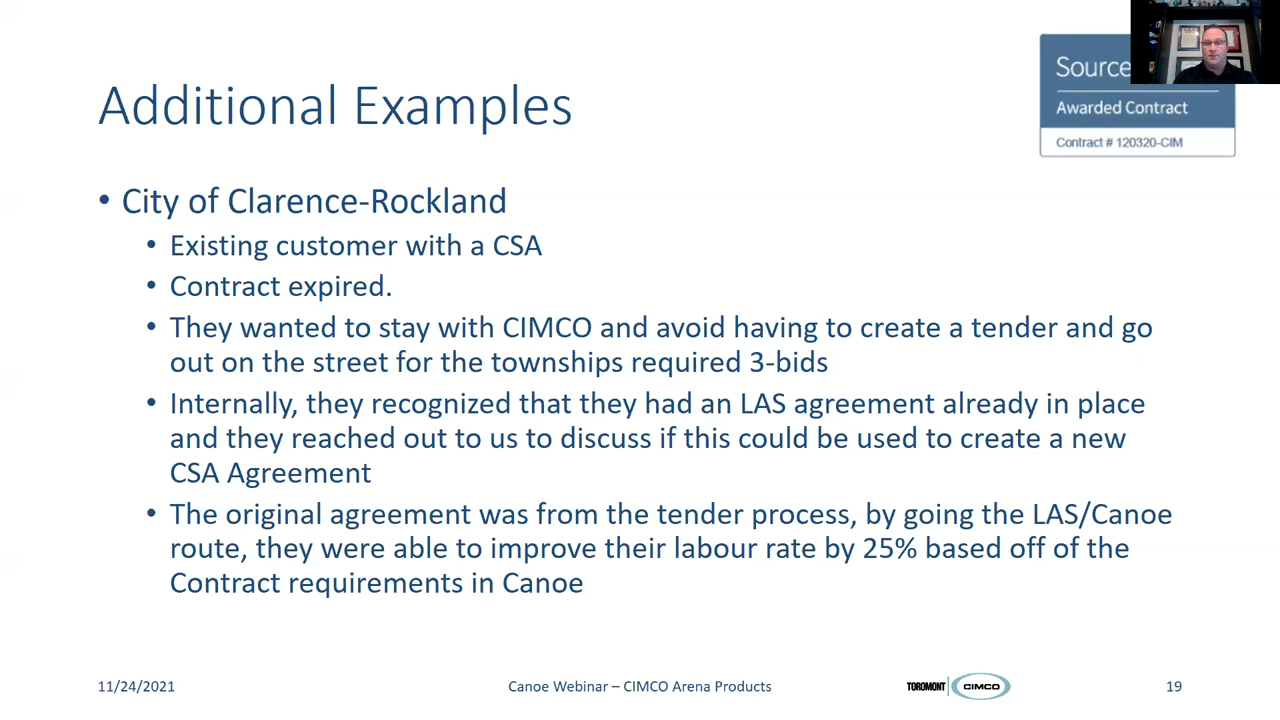 Source
Awarded Contract
Contract # 120320-CIM
Additional Examples
• City of Clarence-Rockland
• Existing customer with a CSA
• Contract expired.
• They wanted to stay with CIMCO and avoid having to create a tender and go
out on the street for the townships required 3-bids
• Internally, they recognized that they had an LAS agreement already in place
and they reached out to us to discuss if this could be used to create a new
CSA Agreement
• The original agreement was from the tender process, by going the LAS/Canoe
route, they were able to improve their labour rate by 25% based off of the
Contract requirements in Canoe
11/24/2021
Canoe Webinar – CIMCO Arena Products
TOROMONT
CIMCO
19